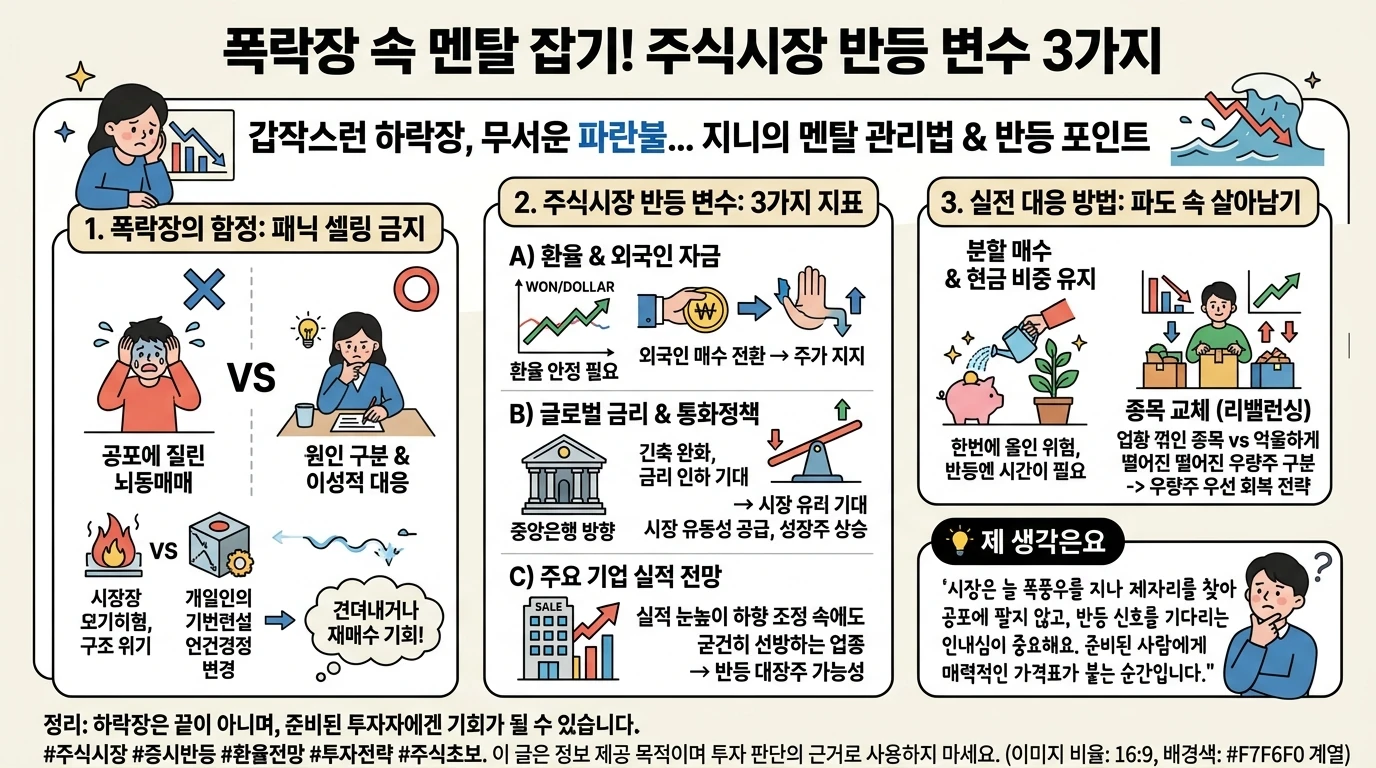 폭락장 속 멘탈 잡기! 주식시장 반등 변수 3가지
갑작스런 하락장, 무서운 파란불... 지니의 멘탈 관리법 & 반등 포인트
1. 폭락장의 함정: 패닉 셀링 금지
VS
공포에 질린
뇌동매매
원인 구분 &
이성적 대응
VS
시장장
모기히험,
구조 위기
개일인의
기번련설
언건경정
변경
견뎌내거나
재매수 기회!
2. 주식시장 반등 변수: 3가지 지표
A) 환율 & 외국인 자금
WON/DOLLAR
환율 안정 필요
₩
외국인 매수 전환 → 주가 지지
B) 글로벌 금리 & 통화정책
중앙은행 방향
긴축 완화,
금리 인하 기대
→ 시장 유리 기대
시장 유동성 공급, 성장주 상승
C) 주요 기업 실적 전망
SALE
실적 눈높이 하향 조정 속에도
굳건히 선방하는 업종
→ 반등 대장주 가능성
3. 실전 대응 방법: 파도 속 살아남기
분할 매수
& 현금 비중 유지
한번에 올인 위험,
반등엔 시간이 필요
종목 교체 (리밸런싱)
업황 꺾인 종목 vs 억울하게
떨어진 떨어진 우량주 구분
-> 우량주 우선 회복 전략
제 생각은요
?
"시장은 늘 폭풍우를 지나 제자리를 찾아
공포에 팔지 않고, 반등 신호를 기다리는
인내심이 중요해요. 준비된 사람에게
매력적인 가격표가 붙는 순간입니다."
정리: 하락장은 끝이 아니며, 준비된 투자자에겐 기회가 될 수 있습니다.
#주식시장 #증시반등 #환율전망 #투자전략 #주식초보. 이 글은 정보 제공 목적이며 투자 판단의 근거로 사용하지 마세요. (이미지 비율: 16:9, 배경색: #F7F6F0 계열)